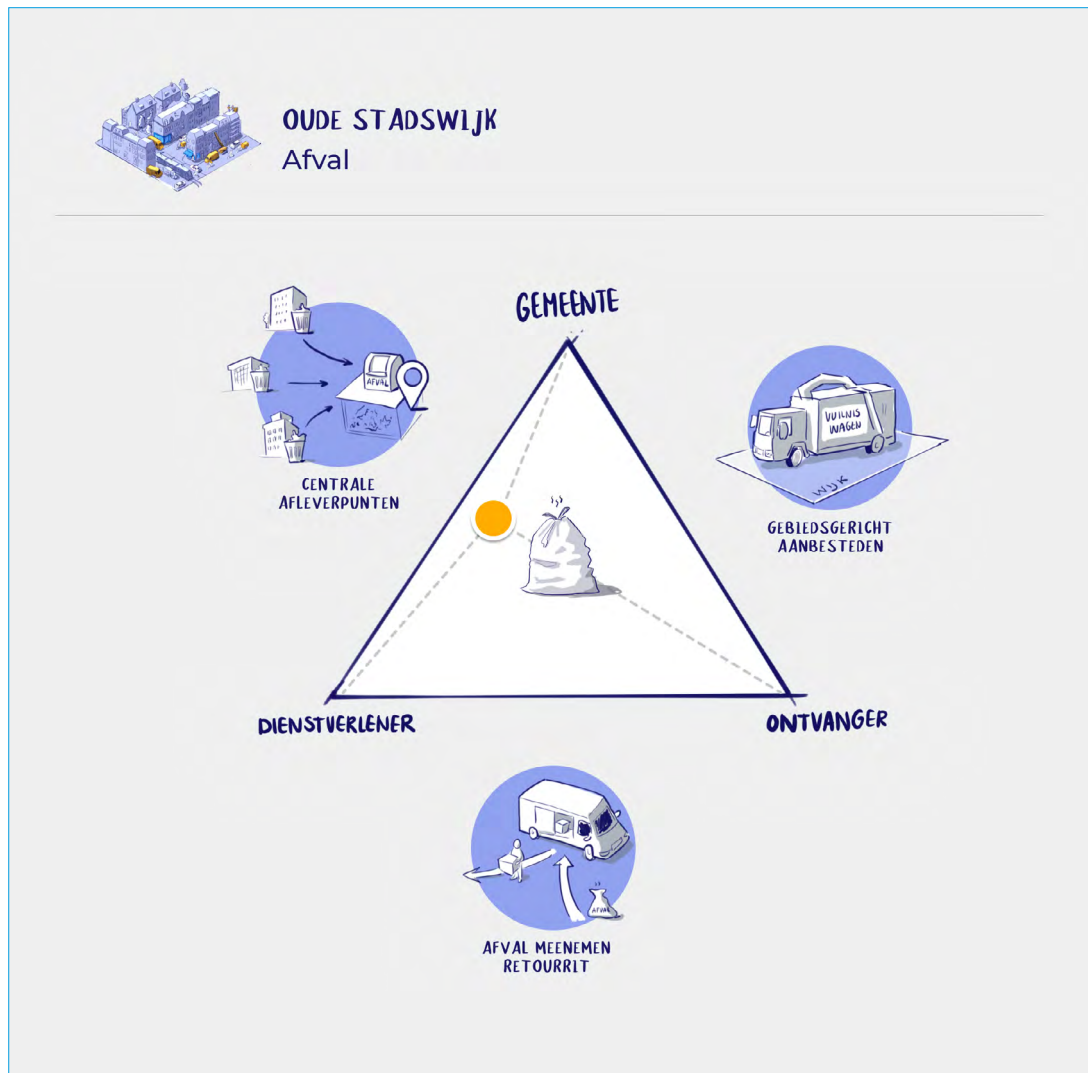 OUDE STADSWIJK
Afval
GEMEENTE
AFVAL
CENTRALE
AFLEVERPUNTEN
VUILNIS
WAGEN
WIJK
GEBIEDSGERICHT
AANBESTEDEN
DIENSTVERLENER
ONTVANGER
AFVAL
AFVAL MEENEMEN
RETOURRIT